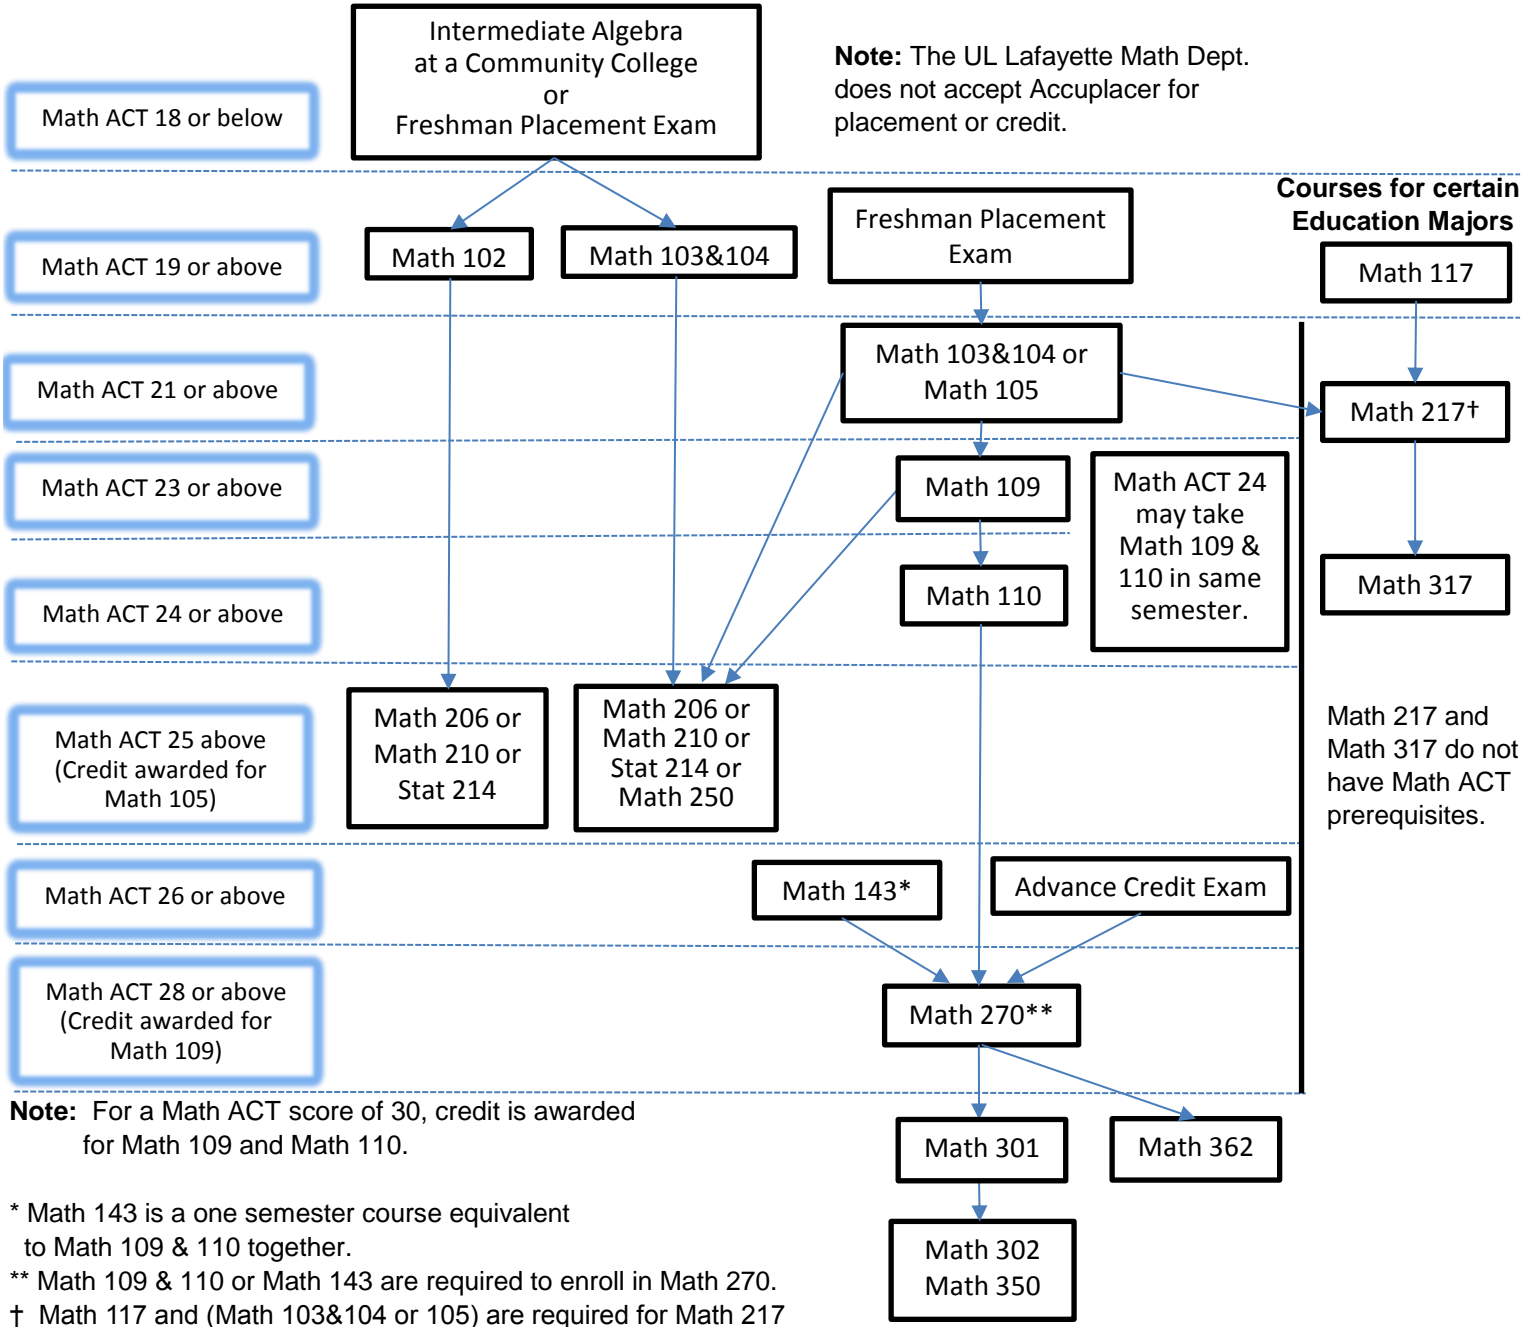 Intermediate Algebra
at a Community College
or
Freshman Placement Exam
Note: The UL Lafayette Math Dept.
does not accept Accuplacer for
placement or credit.
Math ACT 18 or below
Courses for certain
Education Majors
Math ACT 19 or above
Math 102
Math 103&104
Freshman Placement
Exam
Math 117
Math ACT 21 or above
Math 103&104 or
Math 105
Math 217†
Math ACT 23 or above
Math 109
Math ACT 24
may take
Math 109 &
110 in same
semester.
Math ACT 24 or above
Math 110
Math 317
Math ACT 25 above
(Credit awarded for
Math 105)
Math 206 or
Math 210 or
Stat 214
Math 206 or
Math 210 or
Stat 214 or
Math 250
Math 217 and
Math 317 do not
have Math ACT
prerequisites.
Math ACT 26 or above
Math 143*
Advance Credit Exam
Math ACT 28 or above
(Credit awarded for
Math 109)
Math 270**
Note: For a Math ACT score of 30, credit is awarded
for Math 109 and Math 110.
Math 301
Math 362
* Math 143 is a one semester course equivalent
to Math 109 & 110 together.
** Math 109 & 110 or Math 143 are required to enroll in Math 270.
† Math 117 and (Math 103&104 or 105) are required for Math 217
Math 302
Math 350